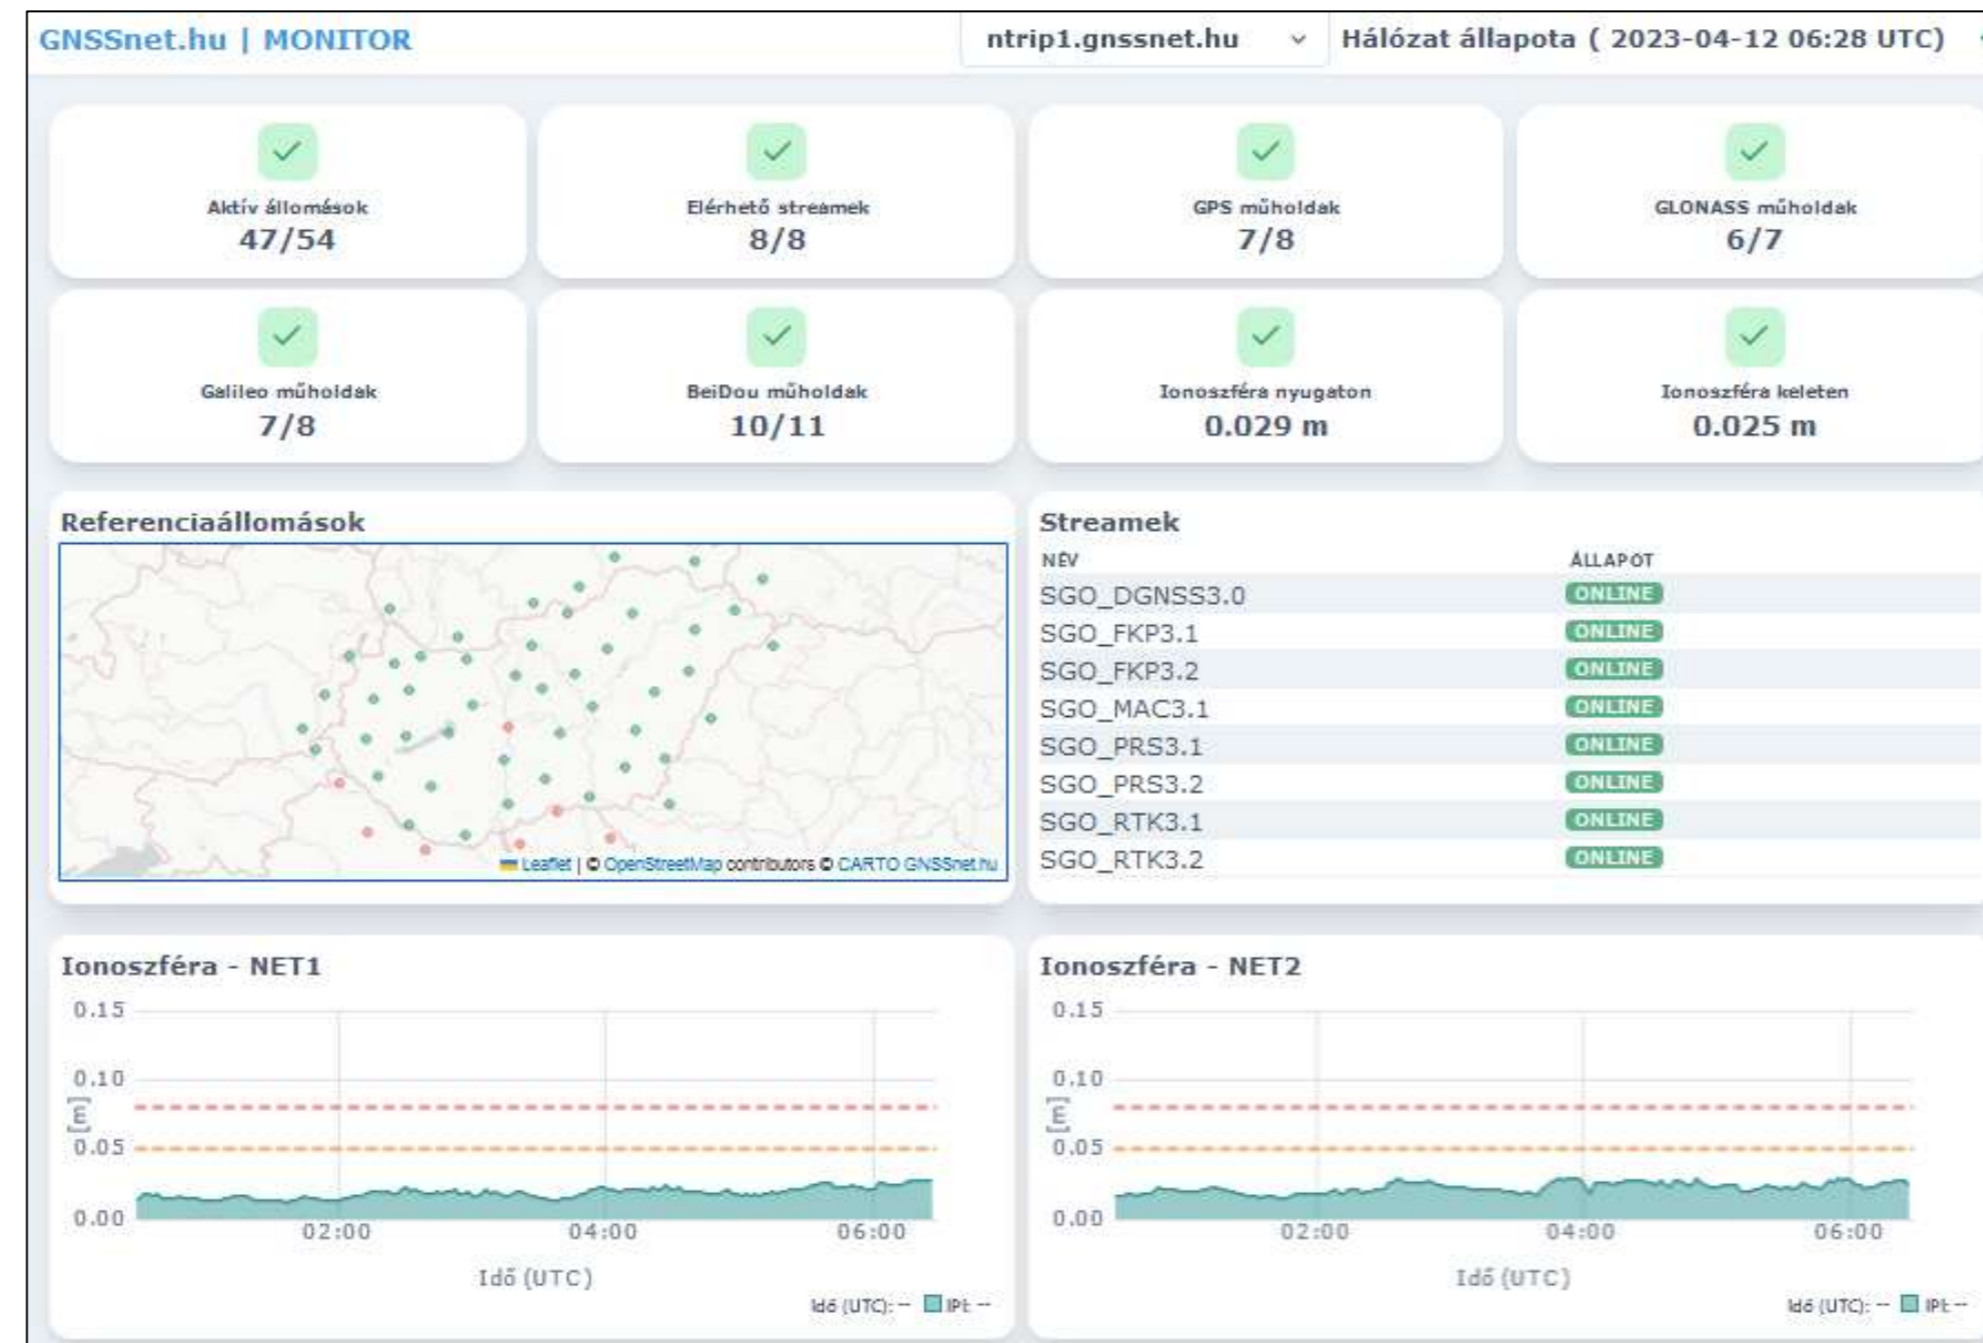 GNSSnet.hu | MONITOR
ntrip1.gnssnet.hu
Hálózat állapota ( 2023-04-12 06:28 UTC)
Aktív állomások
47/54
Elérhető streamek
8/8
GPS műholdak
7/8
GLONASS műholdak
6/7
Galileo műholdak
7/8
BeiDou műholdak
10/11
Ionoszféra nyugaton
0.029 m
Ionoszféra keleten
0.025 m
Referenciaállomások
Leaflet | © OpenStreetMap contributors © CARTO GNSSnet.hu
Streamek
NÉV ÁLLAPOT
SGO_DGNSS3.0 ONLINE
SGO_FKP3.1 ONLINE
SGO_FKP3.2 ONLINE
SGO_MAC3.1 ONLINE
SGO_PRS3.1 ONLINE
SGO_PRS3.2 ONLINE
SGO_RTK3.1 ONLINE
SGO_RTK3.2 ONLINE
Ionoszféra - NET1
0.15
0.10
[m]
0.05
0.00
02:00 04:00 06:00
Idő (UTC)
Idő (UTC): -- IPI: --
Ionoszféra - NET2
0.15
0.10
[m]
0.05
0.00
02:00 04:00 06:00
Idő (UTC)
Idő (UTC): -- IPI: --